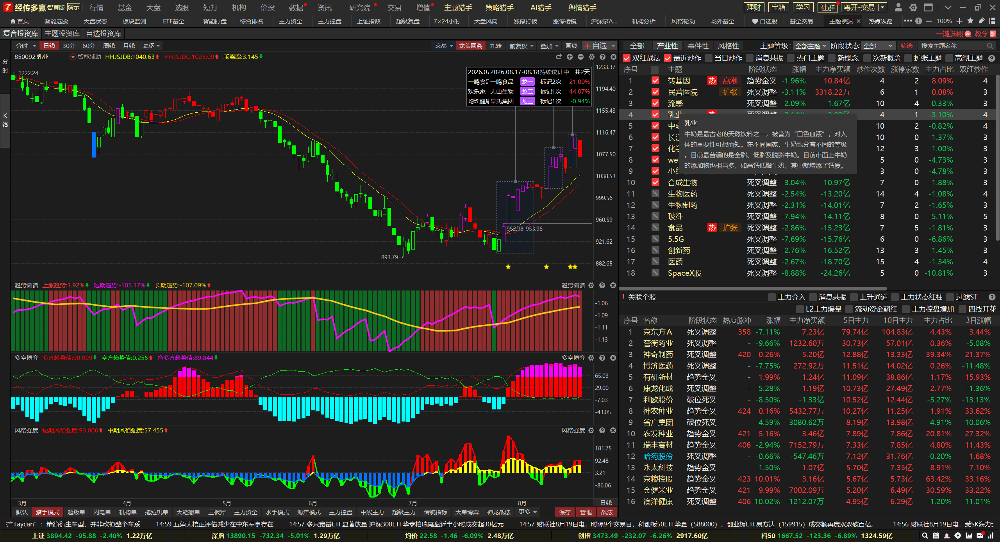 经传多赢 智尊版 演示 行情 基金 大盘 选股 短打 机构 价投 数据 资讯 研究院 交易 增值 主题猎手 策略猎手 AI猎手 舆情猎手 理财 宝箱 学习 社群 粤开-交易
首页 智能选股 大盘状态 板块监测 ETF基金 智能盯盘 综合排名 主力资金 主力控盘 上证指数 超级复盘 7×24小时 大盘风向 涨停打板 涨停棱镜 沪深京A... 机构分析 风格轮动 场外基金 自选股 基金交易 主题挖掘 热点纵览 100%
复合投资库 主题投资库 自选投资库 一键选股 教学
分时 日线 30分 60分 周线 月线 更多 交易 龙头回溯 九转 前复权 叠加 画线 自选
850092 乳业 智能辅助 HHJSJDB:1040.63 HHJSJDC:1025.09 乖离率:3.145
分时
K线
1222.24
893.79
952.98-953.96
2026.07 2026.08.17-08.18持续统计中 共2天
一鸣食品 一鸣食品 龙一 标记2次 21.00%
欢乐家 天山生物 龙二 标记1次 44.07%
均瑶健康 皇氏集团 龙三 标记1次 -0.94%
1233.37
1194.40
1155.43
1116.47
1077.50
1038.53
999.56
960.59
921.62
882.65
趋势图谱 上涨趋势:1.92% 短期趋势:-105.17% 长期趋势:-107.09% 趋势图谱
-1.06
-1.09
-1.11
-1.13
多空博弈 多方趋势值:90.099 空方趋势值:0.255 净多方趋势值:89.844 多空博弈
65.03
29.00
-7.03
-43.05
风格强度 短期风格强度:93.006 中期风格强度:57.455 风格强度
181.75
92.48
3.21
-86.06
3月 4月 5月 6月 7月 8月 日线
默认 猎手模式 超级单 闪电单 机构单 拖拉机单 大笔撤单 三板斧 主力资金 水手模式 海洋模式 主力控盘 中线主力 超级主力 传统指标 大单博弈 神龙战法 更多 保存 管理 战法
全部 产业性 事件性 风格性 主题等级: 全部主题 阶段状态: 全部 筛选 搜索主题名称
双红战法 最近炒作 当日炒作 消息共振 热门主题 新概念 次新概念 扩张主题 高潮主题
序号 主题 阶段状态 涨幅 主力净买额 炒作次数 涨停家数 主力占比 双红炒作
1 转基因 热 高潮 趋势金叉 -1.96% 10.84亿 4 2 8.09% 4
2 民营医院 扩张 死叉调整 -3.11% 3318.22万 6 1 0.08% 3
3 流感 死叉调整 -2.09% -1.67亿 10 4 -0.33% 3
4 乳业 热 死叉调整 4 1 -3.10% 4
5 中药 10 2 -0.82% 4
6 长江 10 0 -1.37% 3
7 化学 12 3 -1.00% 3
8 5 0 -4.73% 3
9 3 0 -4.78% 3
10 合成生物 死叉调整 -3.04% -10.97亿 7 0 -1.88% 3
11 生物医药 死叉调整 -2.54% -13.20亿 14 4 -1.08% 4
12 生物制药 死叉调整 -2.31% -14.01亿 7 2 -1.65% 3
13 玻纤 死叉调整 -7.94% -14.11亿 8 0 -5.11% 5
14 食品 热 扩张 死叉调整 -2.86% -15.23亿 7 5 -1.81% 3
15 5.5G 死叉调整 -7.69% -15.76亿 6 0 -6.86% 3
16 创新药 死叉调整 -2.76% -16.52亿 13 3 -1.45% 3
17 医药 死叉调整 -2.67% -18.70亿 15 4 -1.34% 4
18 SpaceX股 死叉调整 -8.88% -24.26亿 5 0 -10.81% 3
乳业
牛奶是最古老的天然饮料之一，被誉为“白色血液”，对人
体的重要性可想而知。在不同国家，牛奶也分有不同的等级
。目前最普遍的是全脂、低脂及脱脂牛奶。目前市面上牛奶
的添加物也相当多，如高钙低脂牛奶，其中就增添了钙质。
关联个股 主力介入 消息共振 上升通道 主力状态红柱 过滤ST
L2主力爆量 流动资金翻红 主力控盘增加 四线开花
序号 名称 阶段状态 热度脉冲 涨幅 主力净买额 5日主力 10日主力 主力占比 3日涨幅
1 京东方A 死叉调整 358 -7.11% 7.23亿 79.74亿 104.83亿 4.43% 3.44%
2 誉衡药业 死叉调整 - -9.66% 1232.60万 30.73亿 57.01亿 0.36% -5.08%
3 神奇制药 死叉调整 420 0.26% 5.20亿 12.88亿 13.33亿 39.34% 21.37%
4 博济医药 死叉调整 - -7.75% 272.92万 11.51亿 14.02亿 0.26% -11.48%
5 有研新材 趋势金叉 - 1.99% 1.24亿 11.09亿 38.86亿 1.17% 15.93%
6 康龙化成 死叉调整 - -5.28% 1.19亿 10.73亿 27.49亿 2.77% -1.36%
7 利欧股份 破位死叉 - -8.50% -1.33亿 10.52亿 12.44亿 -5.27% -13.13%
8 神农种业 趋势金叉 424 0.16% 5432.77万 10.27亿 11.25亿 1.91% 33.62%
9 省广集团 破位死叉 - -4.59% -3080.62万 8.19亿 13.98亿 -4.91% -10.06%
10 农发种业 趋势金叉 421 5.16% 3.46亿 7.89亿 7.86亿 20.81% 27.32%
11 瑞丰高材 趋势金叉 406 -2.94% 7152.79万 7.33亿 7.85亿 4.80% 11.43%
12 哈药股份 死叉调整 - -0.66% -547.46万 7.12亿 31.76亿 -0.20% 1.68%
13 永太科技 趋势金叉 - -1.50% 1.07亿 5.70亿 7.35亿 8.91% 7.10%
14 京粮控股 趋势金叉 423 10.01% 3.16亿 5.67亿 5.73亿 63.42% 33.16%
15 金健米业 趋势金叉 421 9.99% 7002.09万 5.20亿 6.49亿 30.59% 33.22%
16 澳洋健康 死叉调整 406 -10.02% -1212.07万 4.95亿 6.29亿 -1.20% -11.01%
产Taycan”：精简衍生车型，并非砍掉整个车系 14:59 五角大楼正评估减少在中东军事存在 14:57 多只宽基ETF显著放量 沪深300ETF华泰柏瑞尾盘近半小时成交超30亿元 14:57 财联社8月19日电，时隔9个交易日，科创板50ETF华夏（588000）、创业板ETF易方达（159915）成交额再度双双破百亿。 14:56 财联社8月19日电，受SK海力士
上证 3894.42 -95.88 -2.40% 1.22万亿 深指 13890.15 -732.34 -5.01% 1.29万亿 均价 22.58 -1.46 -6.09% 2.48万亿 创指 3473.49 -232.07 -6.26% 2917.60亿 科50 1667.52 -123.36 -6.89% 1324.59亿